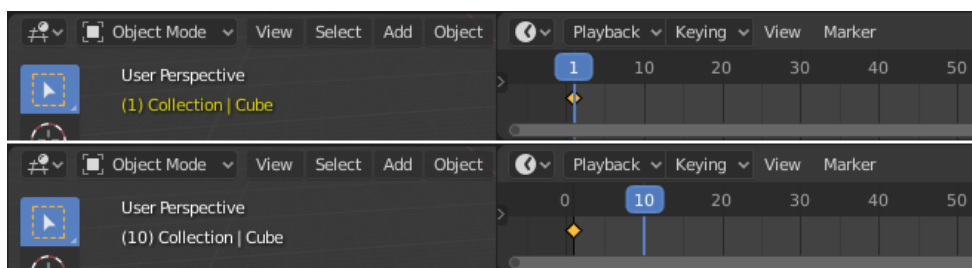 Object Mode View Select Add Object Playback Keying View Marker
User Perspective
(1) Collection | Cube
1 10 20 30 40 50
Object Mode View Select Add Object Playback Keying View Marker
User Perspective
(10) Collection | Cube
0 10 20 30 40 50